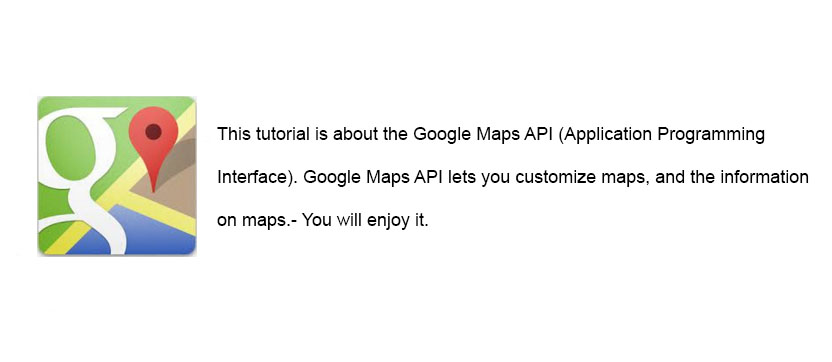 This tutorial is about the Google Maps API (Application Programming
Interface). Google Maps API lets you customize maps, and the information
on maps.- You will enjoy it.
g